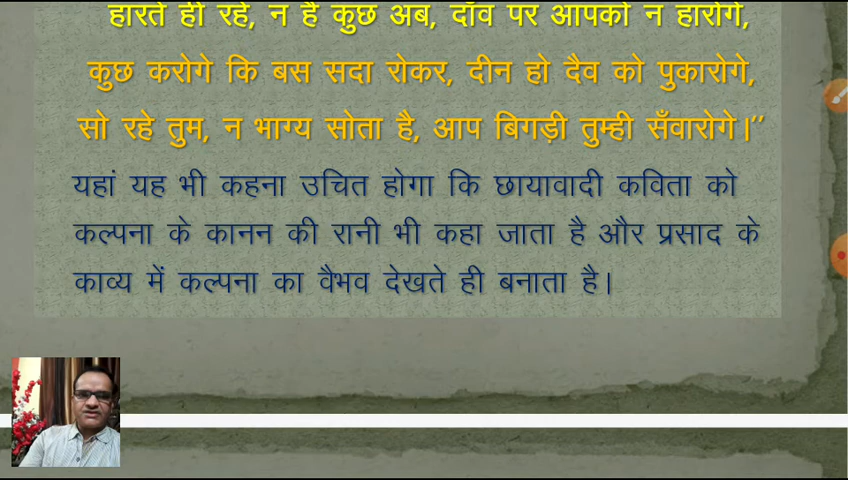 हारते ही रहे, न है कुछ अब, दाँव पर आपको न हारोगे,
कुछ करोगे कि बस सदा रोकर, दीन हो दैव को पुकारोगे,
सो रहे तुम, न भाग्य सोता है, आप बिगड़ी तुम्ही सँवारोगे।”
यहां यह भी कहना उचित होगा कि छायावादी कविता को
कल्पना के कानन की रानी भी कहा जाता है और प्रसाद के
काव्य में कल्पना का वैभव देखते ही बनाता है।